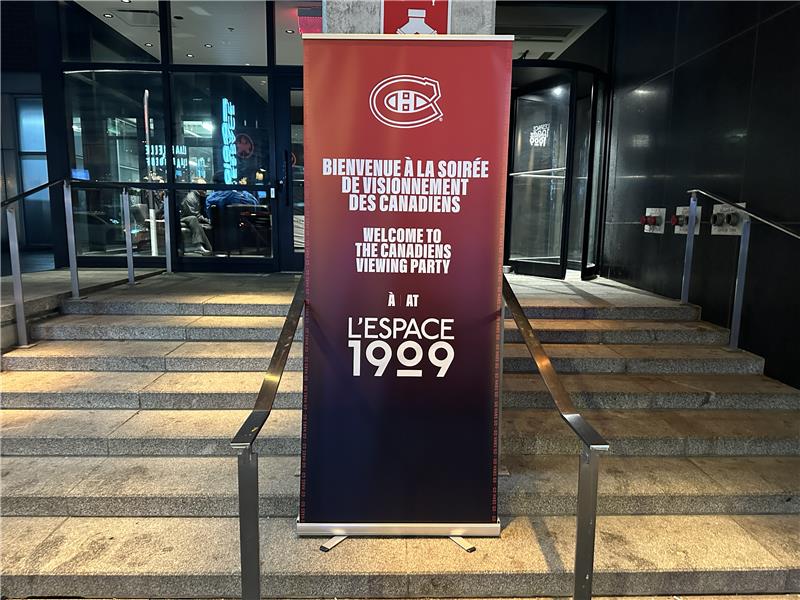 BIENVENUE À LA SOIRÉE
DE VISIONNEMENT
DES CANADIENS
WELCOME TO
THE CANADIENS
VIEWING PARTY
À | AT
L'ESPACE
1909